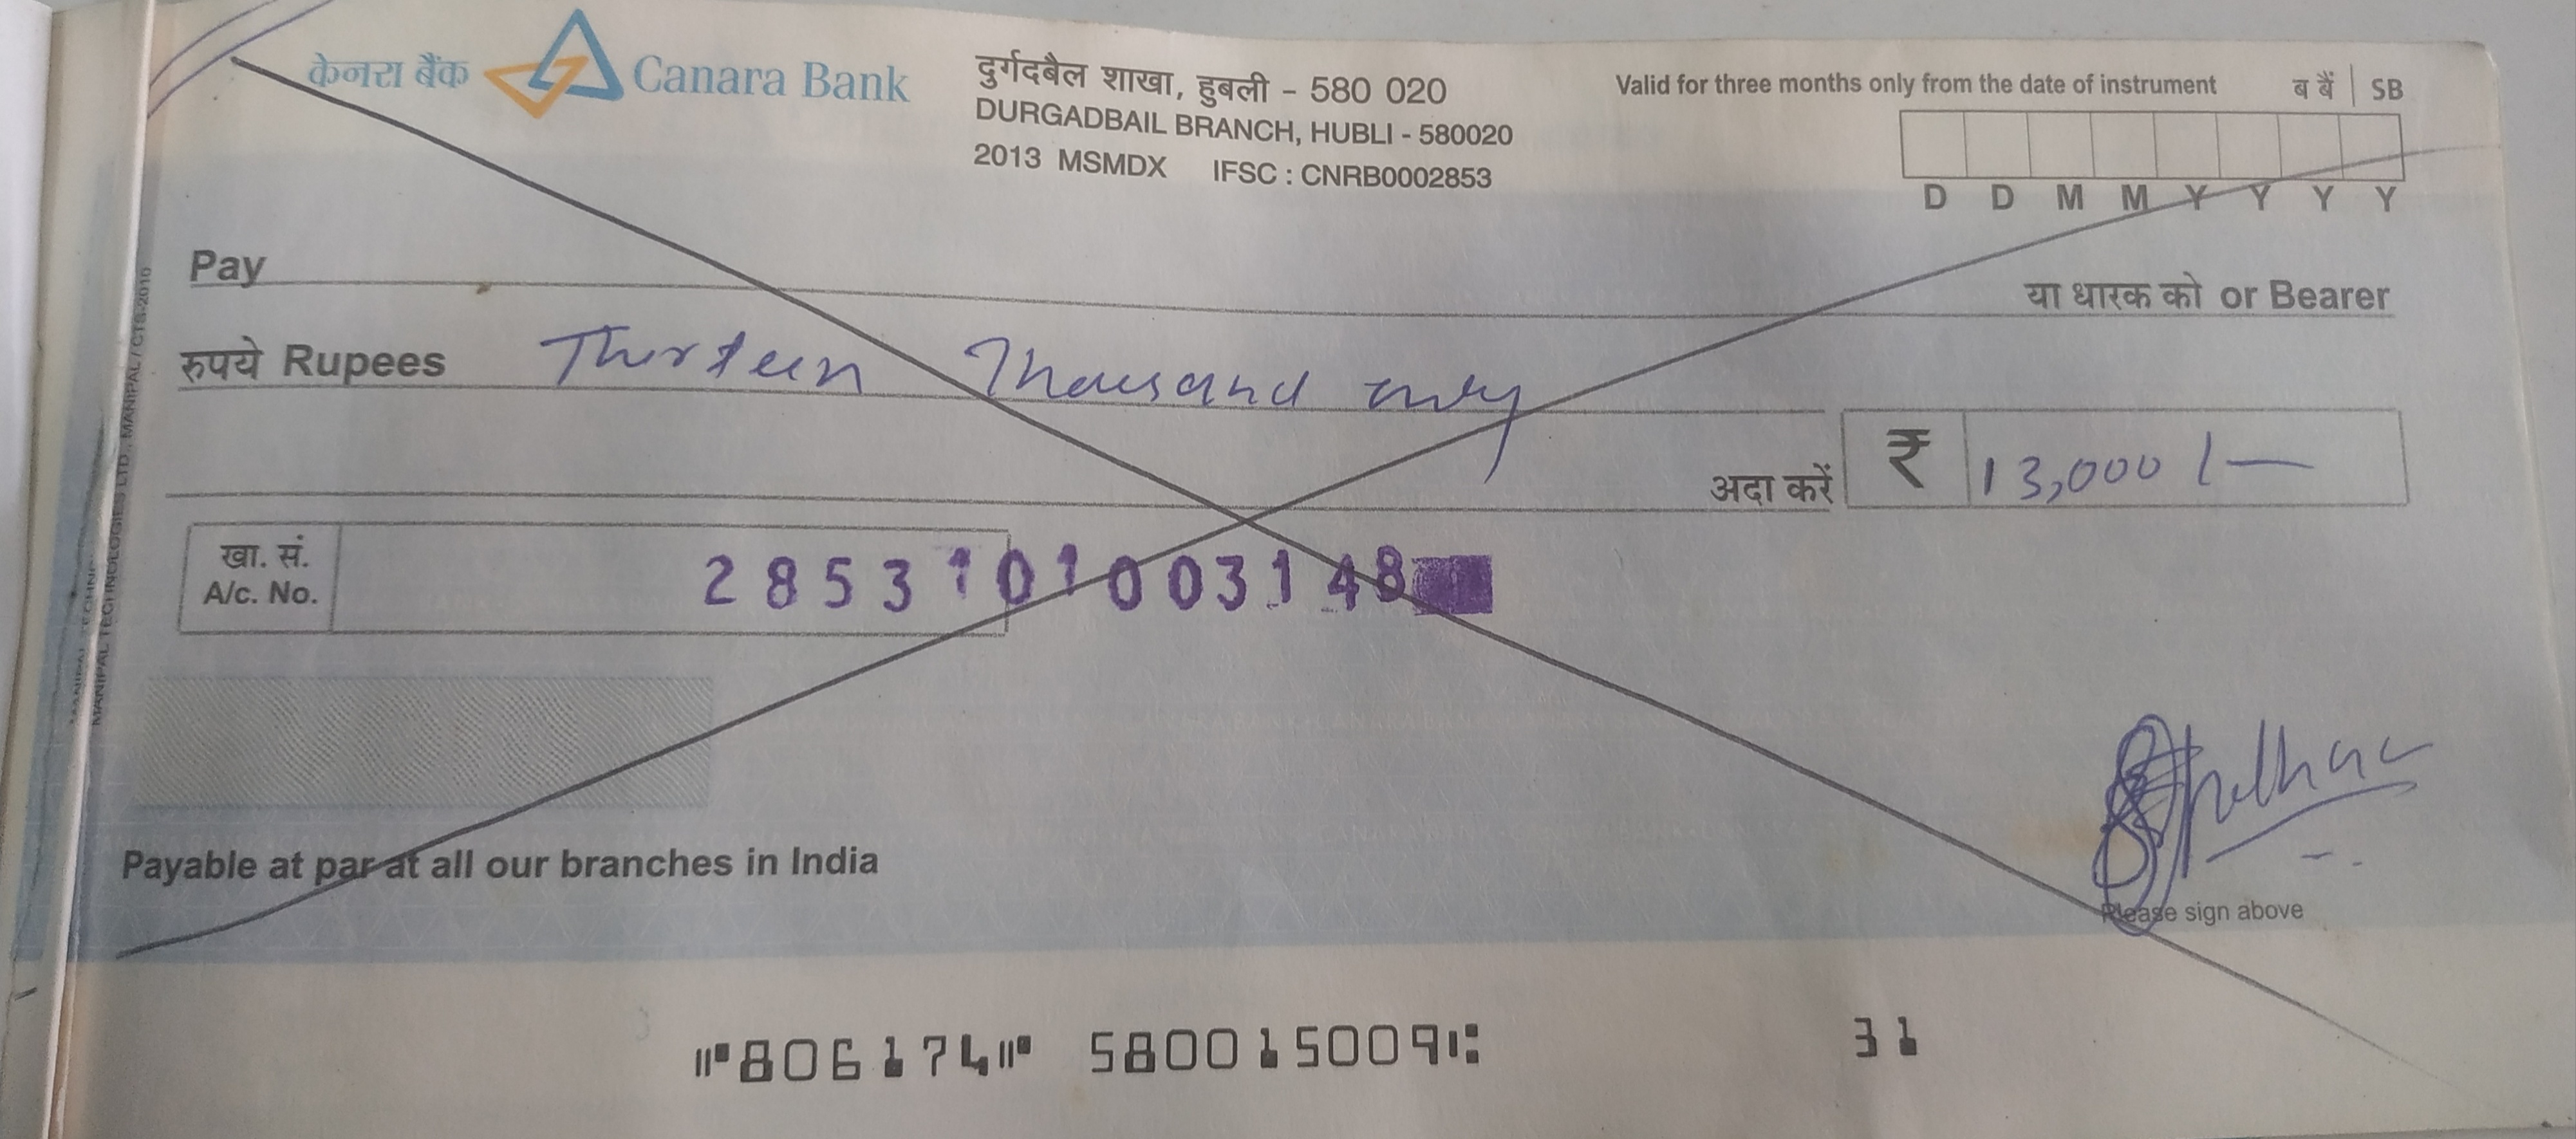 केनरा बैंक Canara Bank
दुर्गदबैल शाखा, हुबली - 580 020
DURGADBAIL BRANCH, HUBLI - 580020
2013 MSMDX IFSC : CNRB0002853
Valid for three months only from the date of instrument
ब बैं | SB
D D M M Y Y Y Y
Pay
या धारक को or Bearer
रुपये Rupees Thirteen Thousand only
अदा करें ₹ 13,000/-
खा. सं.
A/c. No. 2853101003148
MANIPAL TECHNOLOGIES LTD., MANIPAL / CTS-2010
Payable at par at all our branches in India
Please sign above
⑈806174⑈ 580015009⑆ 31